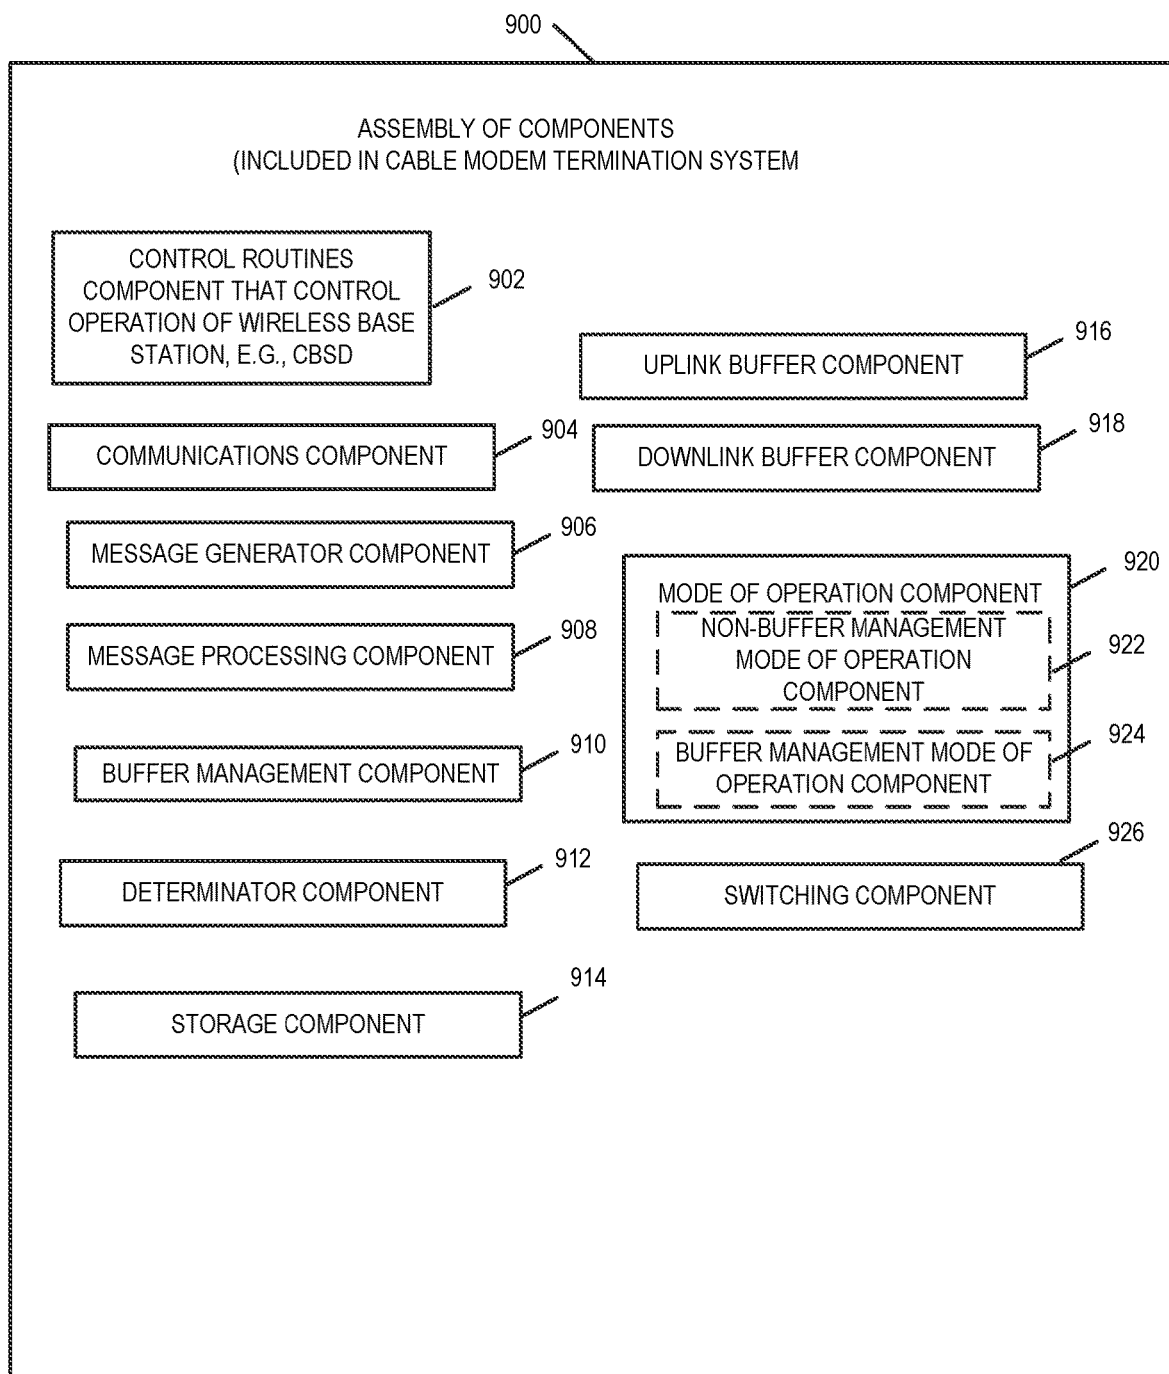 900
ASSEMBLY OF COMPONENTS
(INCLUDED IN CABLE MODEM TERMINATION SYSTEM
CONTROL ROUTINES
COMPONENT THAT CONTROL
OPERATION OF WIRELESS BASE
STATION, E.G., CBSD
902
COMMUNICATIONS COMPONENT
904
MESSAGE GENERATOR COMPONENT
906
MESSAGE PROCESSING COMPONENT
908
BUFFER MANAGEMENT COMPONENT
910
DETERMINATOR COMPONENT
912
STORAGE COMPONENT
914
UPLINK BUFFER COMPONENT
916
DOWNLINK BUFFER COMPONENT
918
MODE OF OPERATION COMPONENT
920
NON-BUFFER MANAGEMENT
MODE OF OPERATION
COMPONENT
922
BUFFER MANAGEMENT MODE OF
OPERATION COMPONENT
924
SWITCHING COMPONENT
926